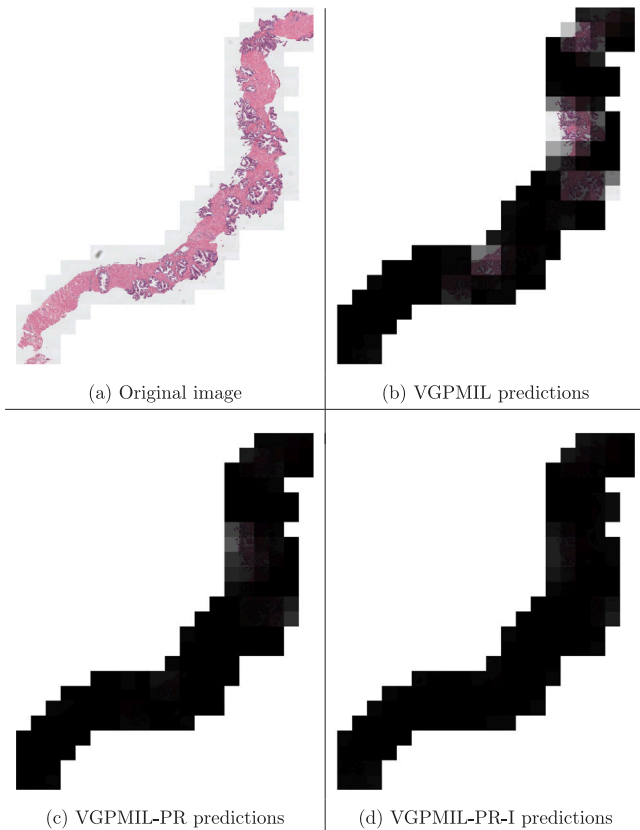 (a) Original image
(b) VGPMIL predictions
(c) VGPMIL-PR predictions
(d) VGPMIL-PR-I predictions